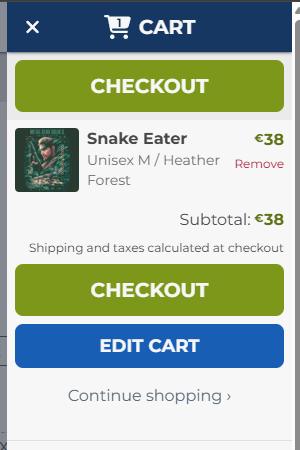 1
CART
CHECKOUT
Snake Eater
€38
Unisex M / Heather
Forest
Remove
Subtotal: €38
Shipping and taxes calculated at checkout
CHECKOUT
EDIT CART
Continue shopping ›